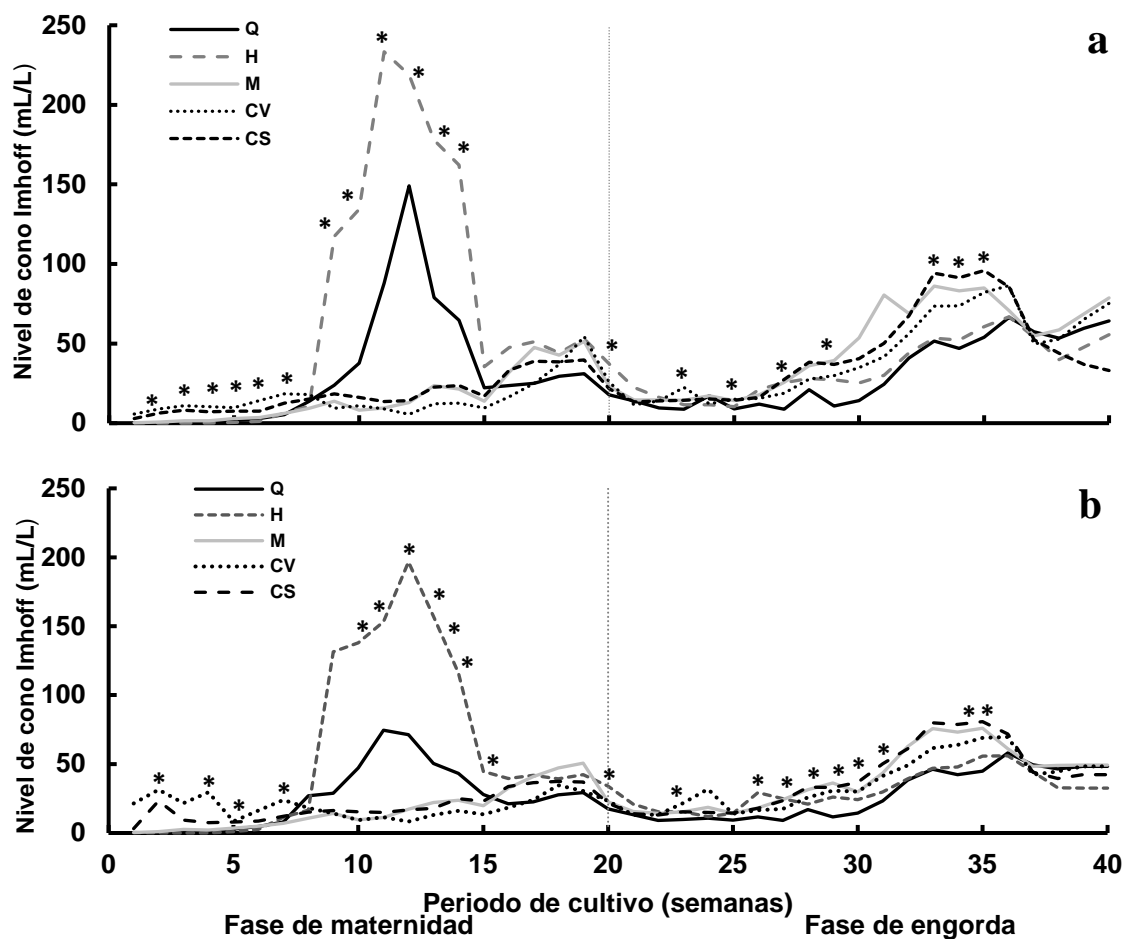 a
Q
H
M
CV
CS
Nivel de cono Imhoff (mL/L)
250
200
150
100
50
0
* * * * * * * * * * * * * * * * * * * * *
b
Q
H
M
CV
CS
Nivel de cono Imhoff (mL/L)
250
200
150
100
50
0
* * * * * * * * * * * * * * * * * * * * *
0 5 10 15 20 25 30 35 40
Periodo de cultivo (semanas)
Fase de maternidad Fase de engorda